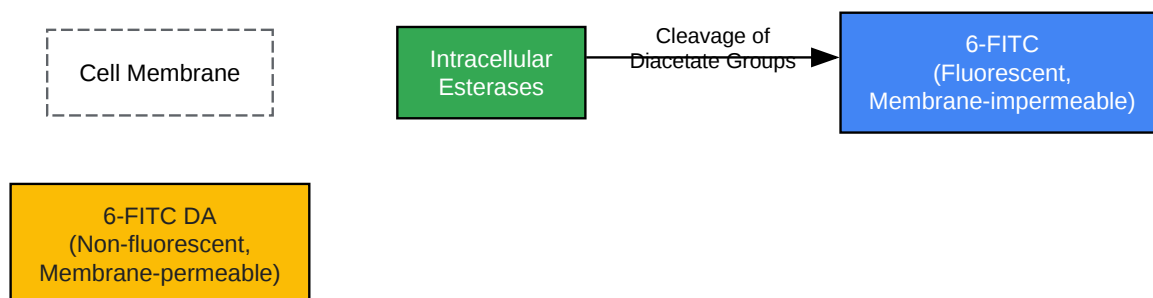 Cell Membrane
Intracellular
Esterases
Cleavage of
Diacetate Groups
6-FITC
(Fluorescent,
Membrane-impermeable)
6-FITC DA
(Non-fluorescent,
Membrane-permeable)